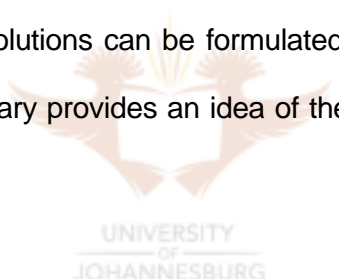 olutions can be formulated
ary provides an idea of the
UNIVERSITY
OF
JOHANNESBURG